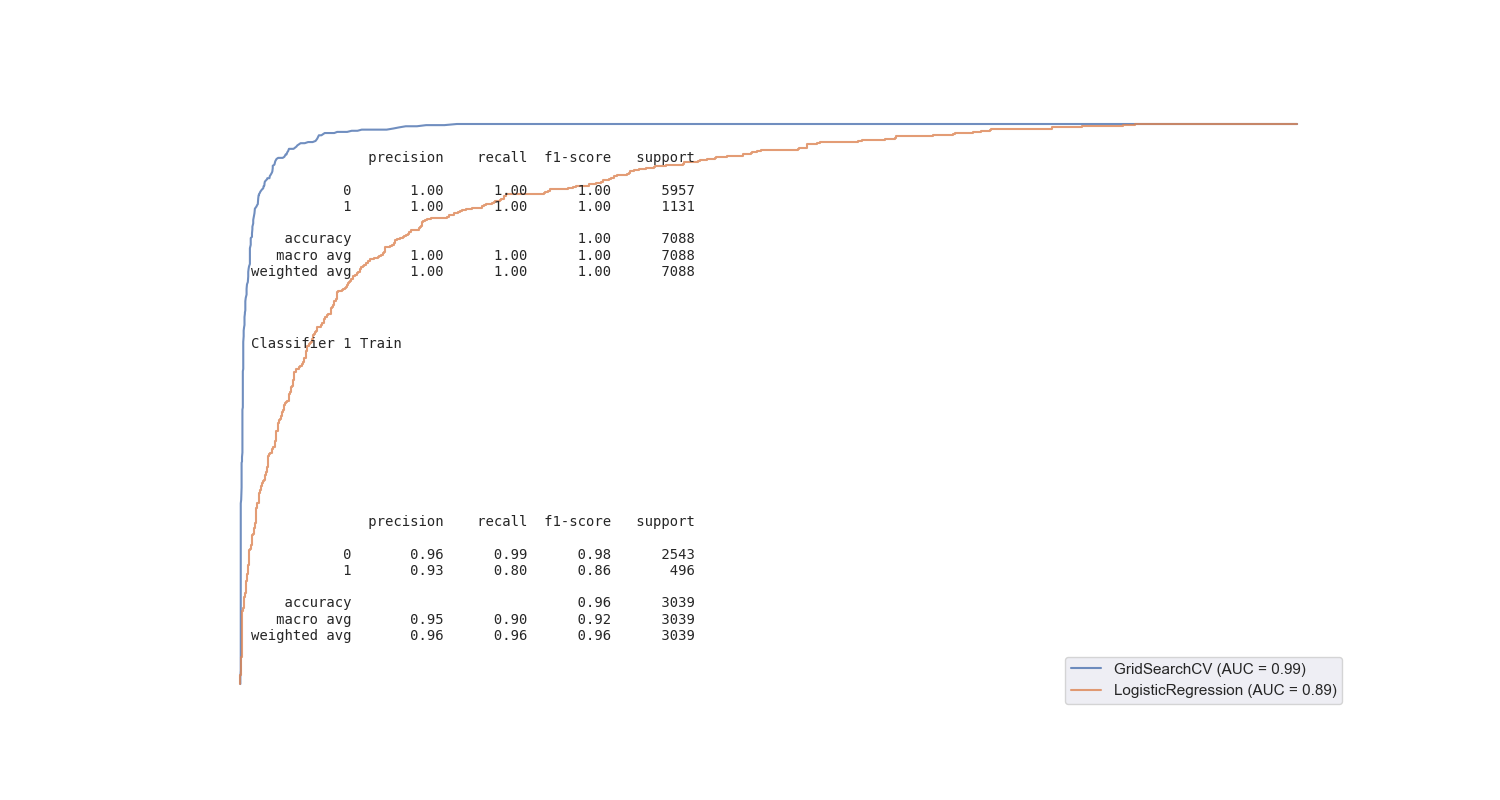 precision recall f1-score support
0 1.00 1.00 1.00 5957
1 1.00 1.00 1.00 1131
accuracy 1.00 7088
macro avg 1.00 1.00 1.00 7088
weighted avg 1.00 1.00 1.00 7088
Classifier 1 Train
precision recall f1-score support
0 0.96 0.99 0.98 2543
1 0.93 0.80 0.86 496
accuracy 0.96 3039
macro avg 0.95 0.90 0.92 3039
weighted avg 0.96 0.96 0.96 3039
GridSearchCV (AUC = 0.99)
LogisticRegression (AUC = 0.89)